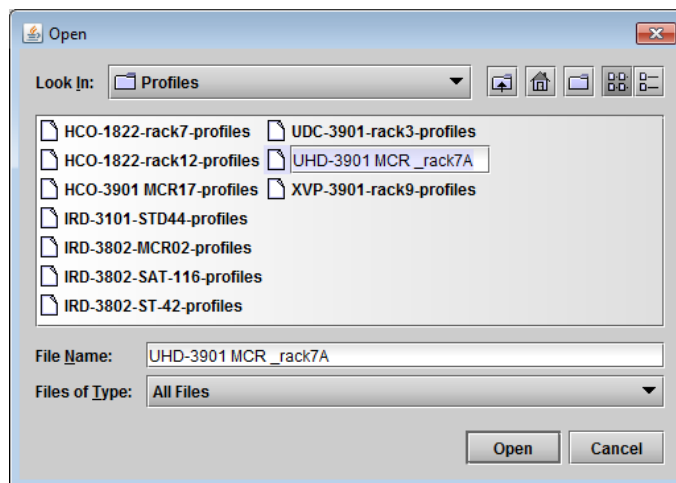 Open
Look In: Profiles
HCO-1822-rack7-profiles UDC-3901-rack3-profiles
HCO-1822-rack12-profiles UHD-3901 MCR _rack7A
HCO-3901 MCR17-profiles XVP-3901-rack9-profiles
IRD-3101-STD44-profiles
IRD-3802-MCR02-profiles
IRD-3802-SAT-116-profiles
IRD-3802-ST-42-profiles
File Name: UHD-3901 MCR _rack7A
Files of Type: All Files
Open Cancel